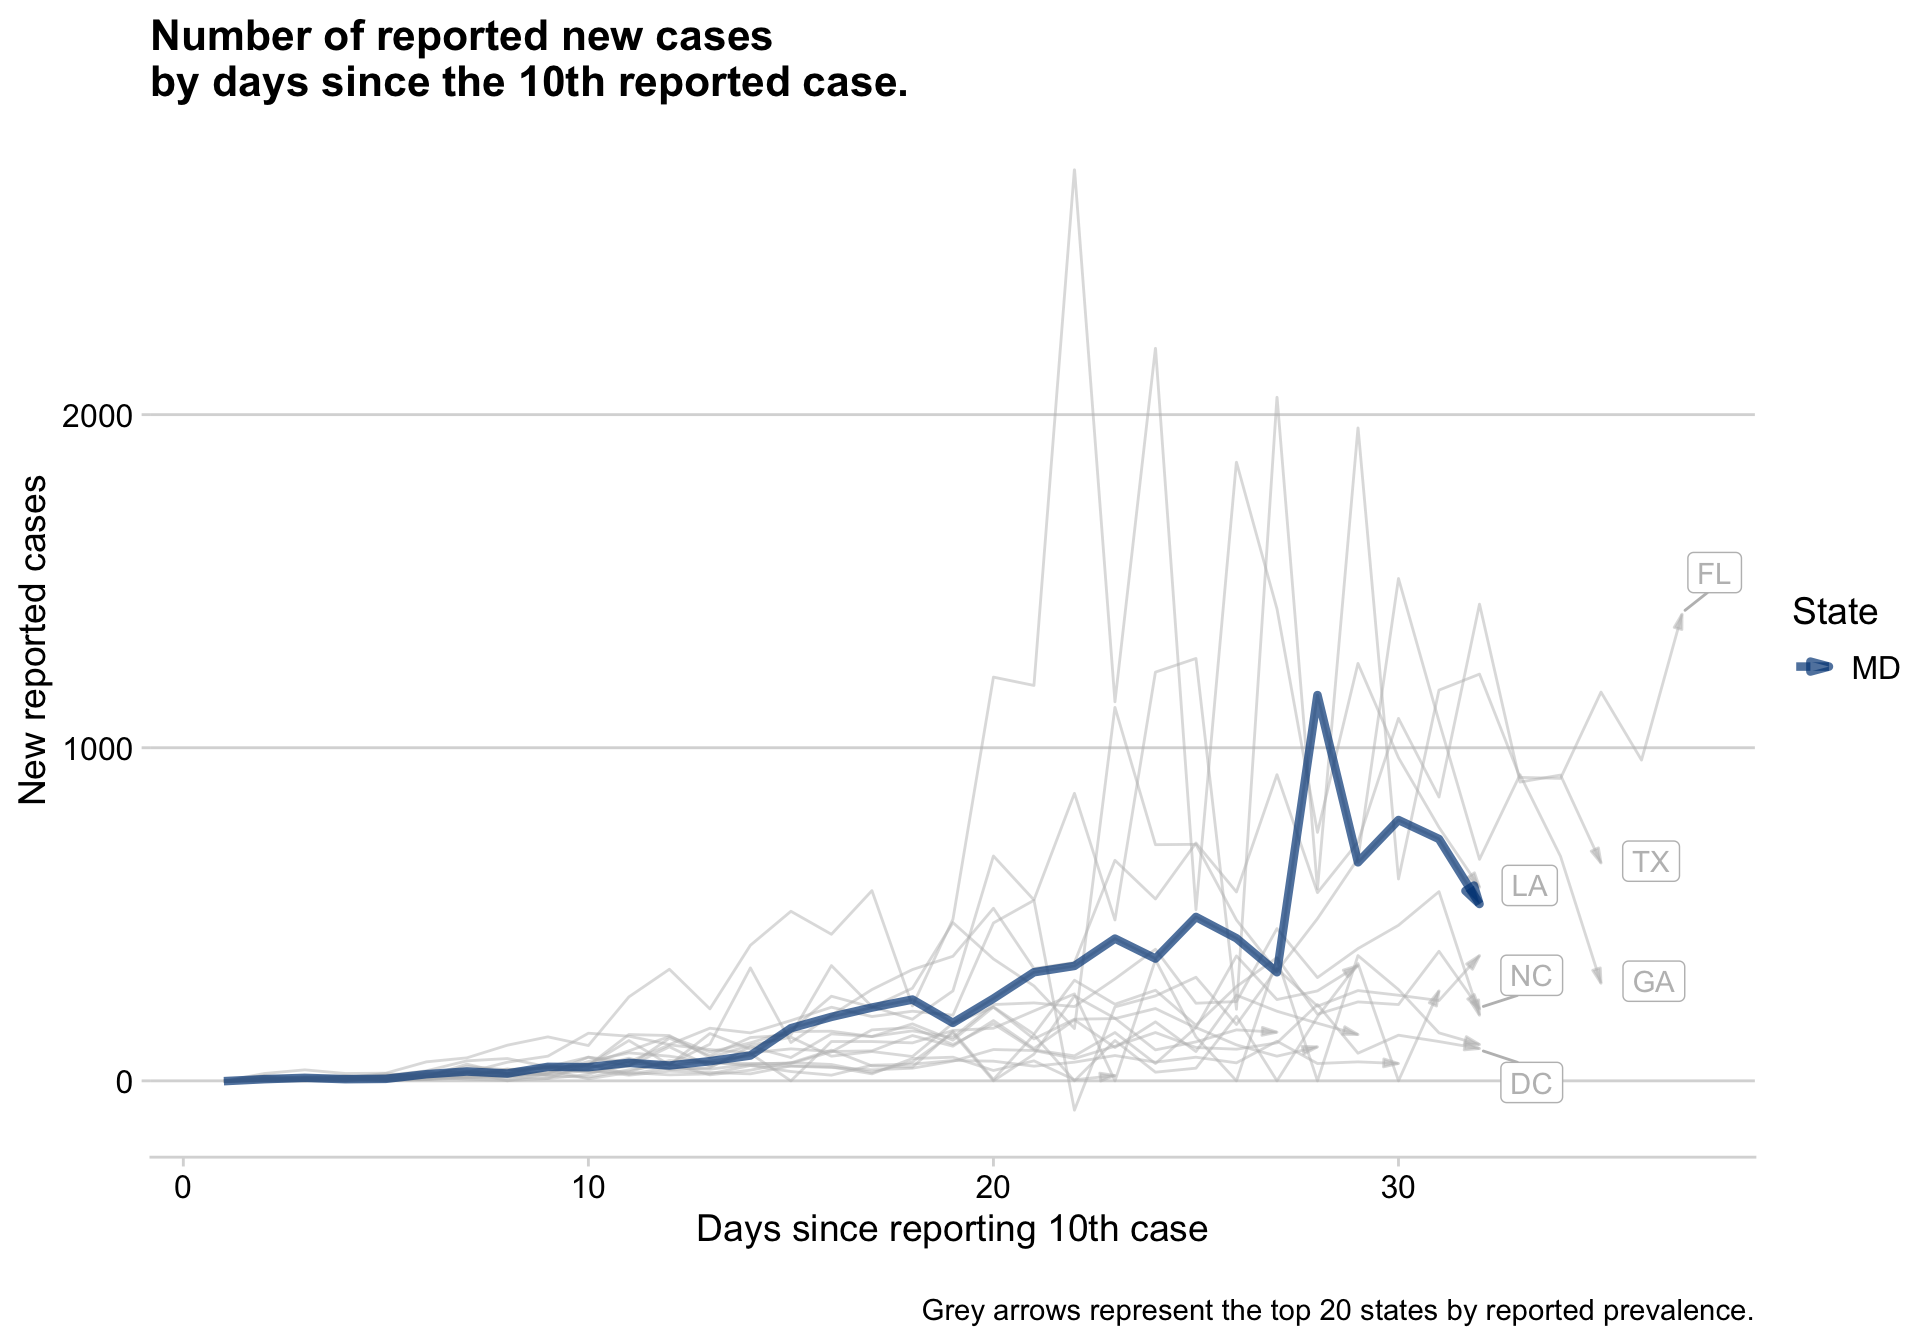 Number of reported new cases
by days since the 10th reported case.
New reported cases
2000
1000
0
FL
TX
LA
NC
GA
DC
State
MD
0
10
20
30
Days since reporting 10th case
Grey arrows represent the top 20 states by reported prevalence.